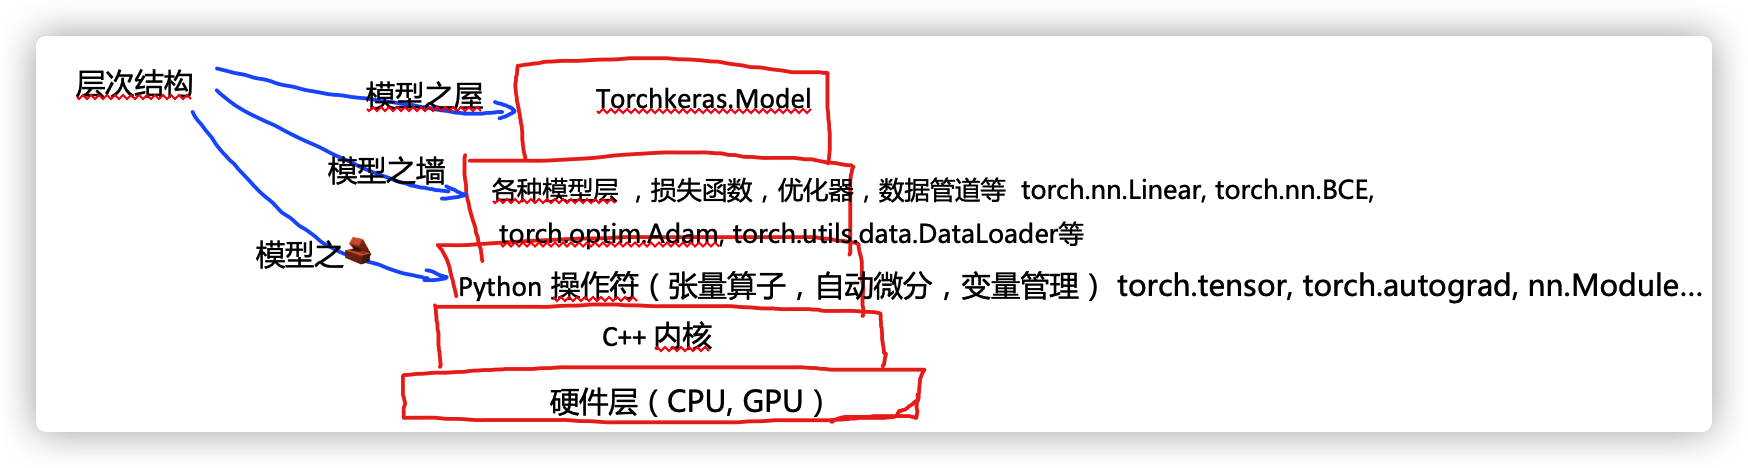 层次结构
模型之屋
Torchkeras.Model
模型之墙
各种模型层，损失函数，优化器，数据管道等 torch.nn.Linear, torch.nn.BCE,
torch.optim.Adam, torch.utils.data.DataLoader等
模型之
Python 操作符（张量算子，自动微分，变量管理） torch.tensor, torch.autograd, nn.Module...
C++ 内核
硬件层（CPU, GPU）